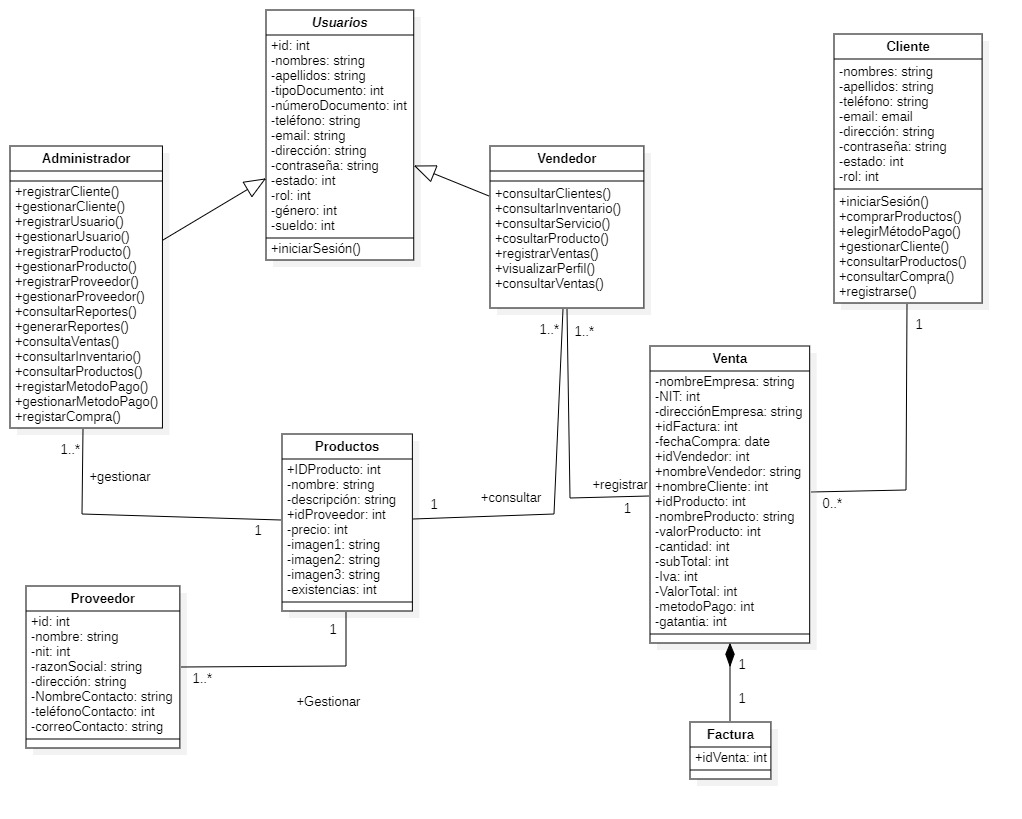 Usuarios
+id: int
-nombres: string
-apellidos: string
-tipoDocumento: int
-númeroDocumento: int
-teléfono: string
-email: string
-dirección: string
-contraseña: string
-estado: int
-rol: int
-género: int
-sueldo: int
+iniciarSesión()
Cliente
-nombres: string
-apellidos: string
-teléfono: string
-email: email
-dirección: string
-contraseña: string
-estado: int
-rol: int
+iniciarSesión()
+comprarProductos()
+elegirMétodoPago()
+gestionarCliente()
+consultarProductos()
+consultarCompra()
+registrarse()
Administrador
+registrarCliente()
+gestionarCliente()
+registrarUsuario()
+gestionarUsuario()
+registrarProducto()
+gestionarProducto()
+registrarProveedor()
+gestionarProveedor()
+consultarReportes()
+generarReportes()
+consultaVentas()
+consultarInventario()
+consultarProductos()
+registarMetodoPago()
+gestionarMetodoPago()
+registarCompra()
Vendedor
+consultarClientes()
+consultarInventario()
+consultarServicio()
+cosultarProducto()
+registrarVentas()
+visualizarPerfil()
+consultarVentas()
1..*
1..*
1
Venta
-nombreEmpresa: string
-NIT: int
-direcciónEmpresa: string
+idFactura: int
-fechaCompra: date
+idVendedor: int
+nombreVendedor: string
+nombreCliente: int
+idProducto: int
-nombreProducto: string
-valorProducto: int
-cantidad: int
-subTotal: int
-Iva: int
-ValorTotal: int
-metodoPago: int
-gatantia: int
1..*
+gestionar
1
Productos
+IDProducto: int
-nombre: string
-descripción: string
+idProveedor: int
-precio: int
-imagen1: string
-imagen2: string
-imagen3: string
-existencias: int
1
+consultar
+registrar
1
0..*
Proveedor
+id: int
-nombre: string
-nit: int
-razonSocial: string
-dirección: string
-NombreContacto: string
-teléfonoContacto: int
-correoContacto: string
1
1..*
+Gestionar
1
1
Factura
+idVenta: int